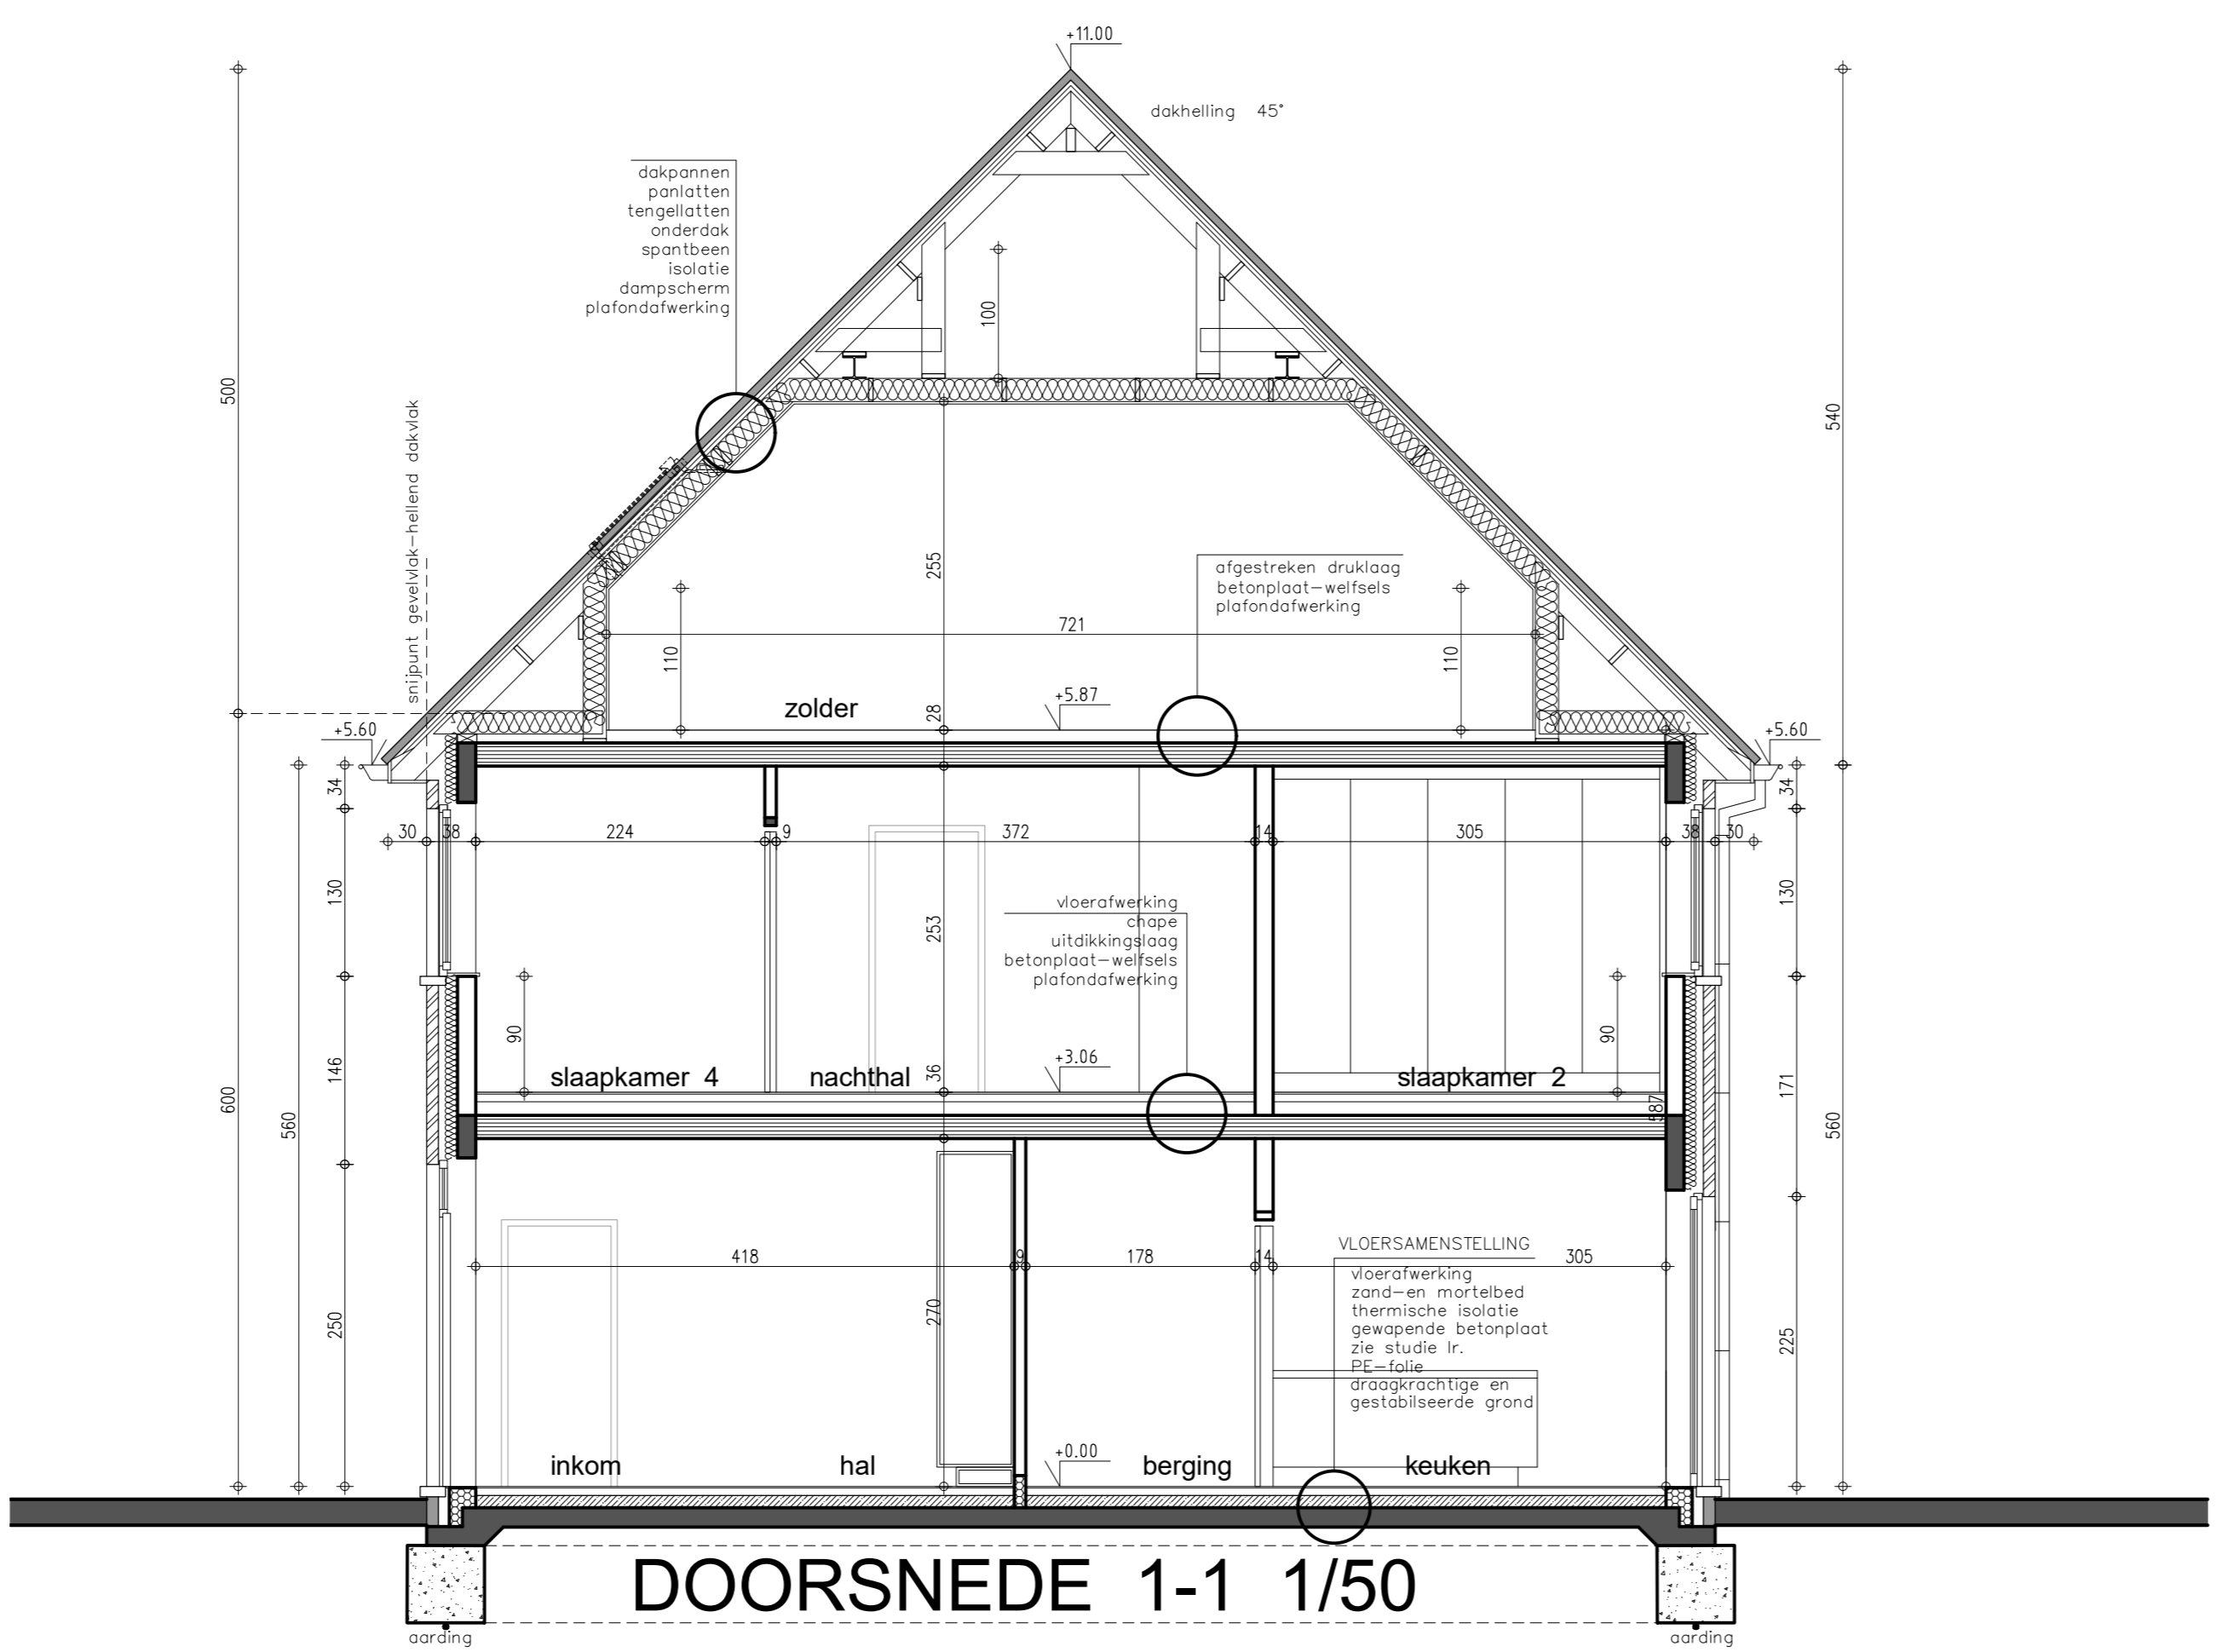 +11.00
dakhelling 45°
dakpannen
panlatten
tengellatten
onderdak
spantbeen
isolatie
dampscherm
plafondafwerking
100
500
540
snijpunt gevelvlak-hellend dakvlak
255
afgestreken druklaag
betonplaat-welfsels
plafondafwerking
721
110
110
zolder
28
+5.87
+5.60
+5.60
34
34
30
38
224
9
372
14
305
38
30
130
130
253
vloerafwerking
chape
uitdikkingslaag
betonplaat-welfsels
plafondafwerking
90
90
146
171
slaapkamer 4
nachthal
36
+3.06
slaapkamer 2
587
600
560
560
418
9
178
14
305
VLOERSAMENSTELLING
vloerafwerking
zand-en mortelbed
thermische isolatie
gewapende betonplaat
zie studie Ir.
PE-folie
draagkrachtige en
gestabilseerde grond
250
270
225
inkom
hal
+0.00
berging
keuken
DOORSNEDE 1-1 1/50
aarding
aarding